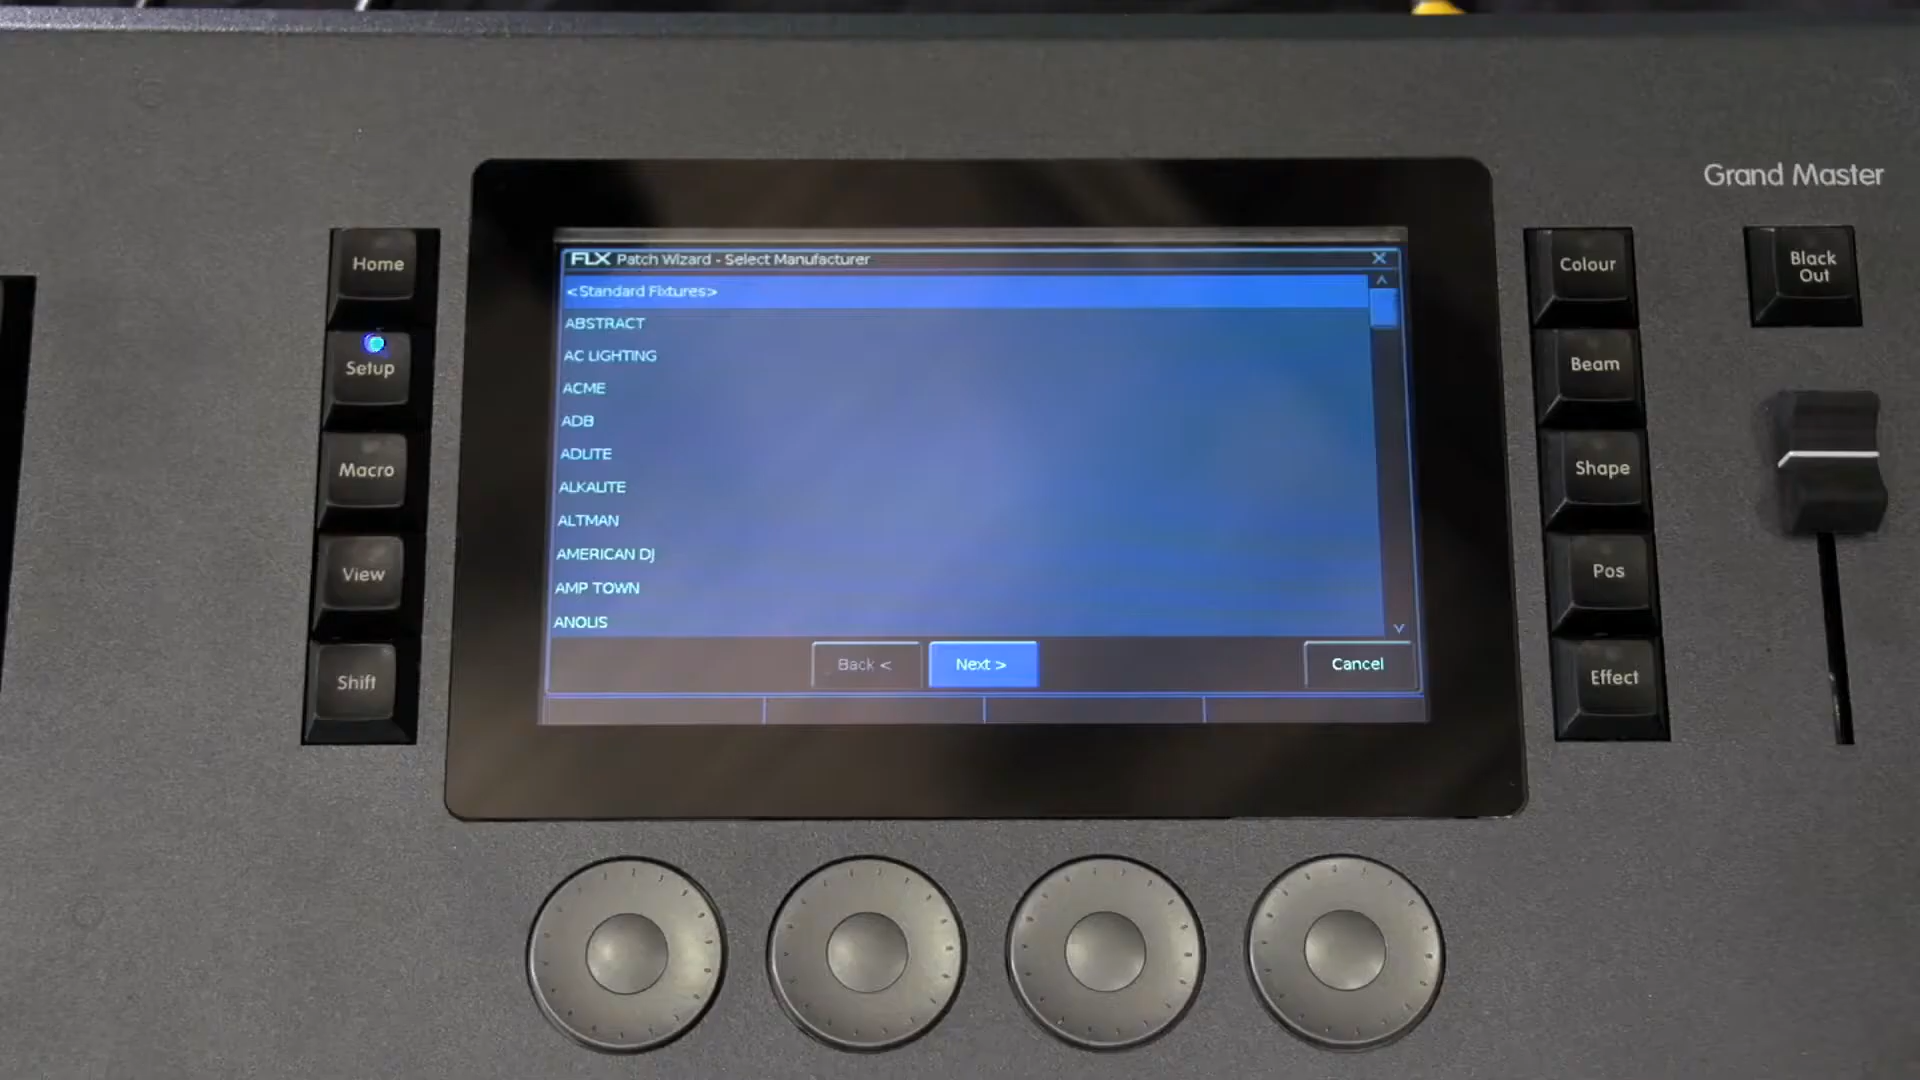 Grand Master
Home
Setup
Macro
View
Shift
FLX Patch Wizard - Select Manufacturer
<Standard Fixtures>
ABSTRACT
AC LIGHTING
ACME
ADB
ADLITE
ALKALITE
ALTMAN
AMERICAN DJ
AMP TOWN
ANOLIS
Back <
Next >
Cancel
Colour
Beam
Shape
Pos
Effect
Black
Out